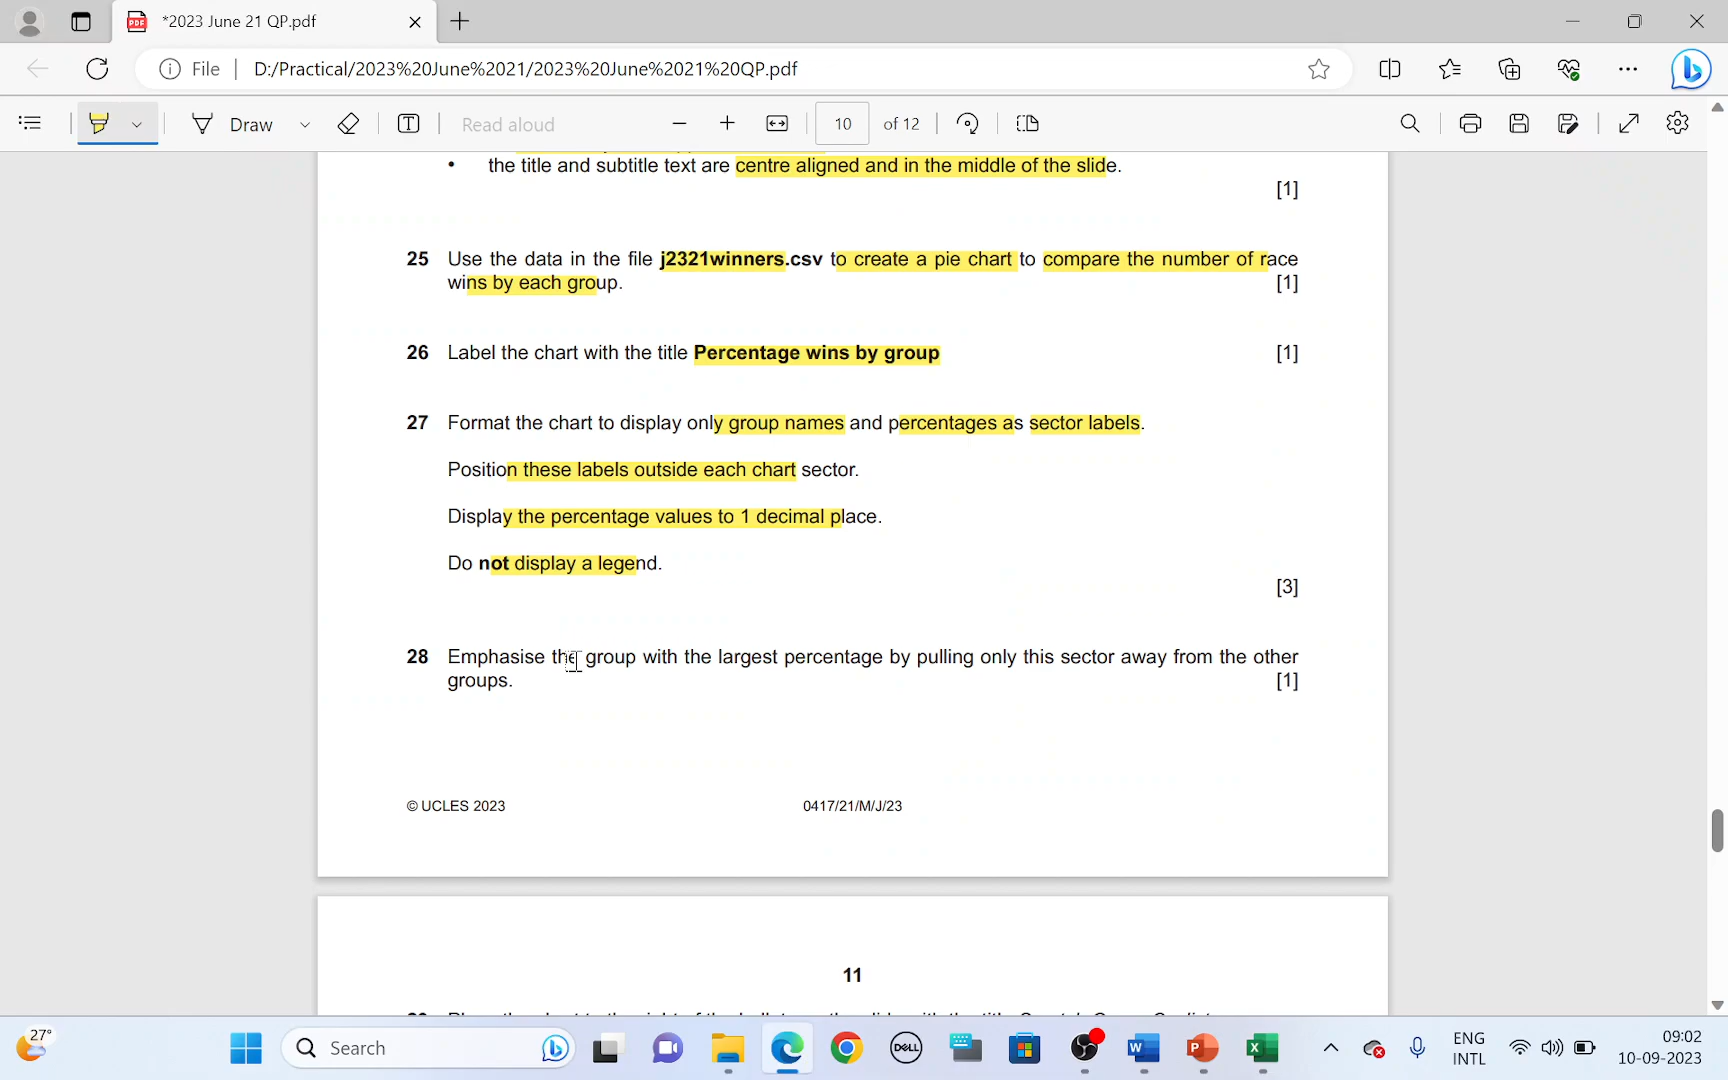 *2023 June 21 QP.pdf
File
D:/Practical/2023%20June%2021/2023%20June%2021%20QP.pdf
Draw
Read aloud
10
of 12
• the title and subtitle text are centre aligned and in the middle of the slide.
[1]
25 Use the data in the file j2321winners.csv to create a pie chart to compare the number of race
wins by each group. [1]
26 Label the chart with the title Percentage wins by group [1]
27 Format the chart to display only group names and percentages as sector labels.
Position these labels outside each chart sector.
Display the percentage values to 1 decimal place.
Do not display a legend.
[3]
28 Emphasise the group with the largest percentage by pulling only this sector away from the other
groups. [1]
© UCLES 2023
0417/21/M/J/23
11
27°
Search
DELL
ENG
INTL
09:02
10-09-2023